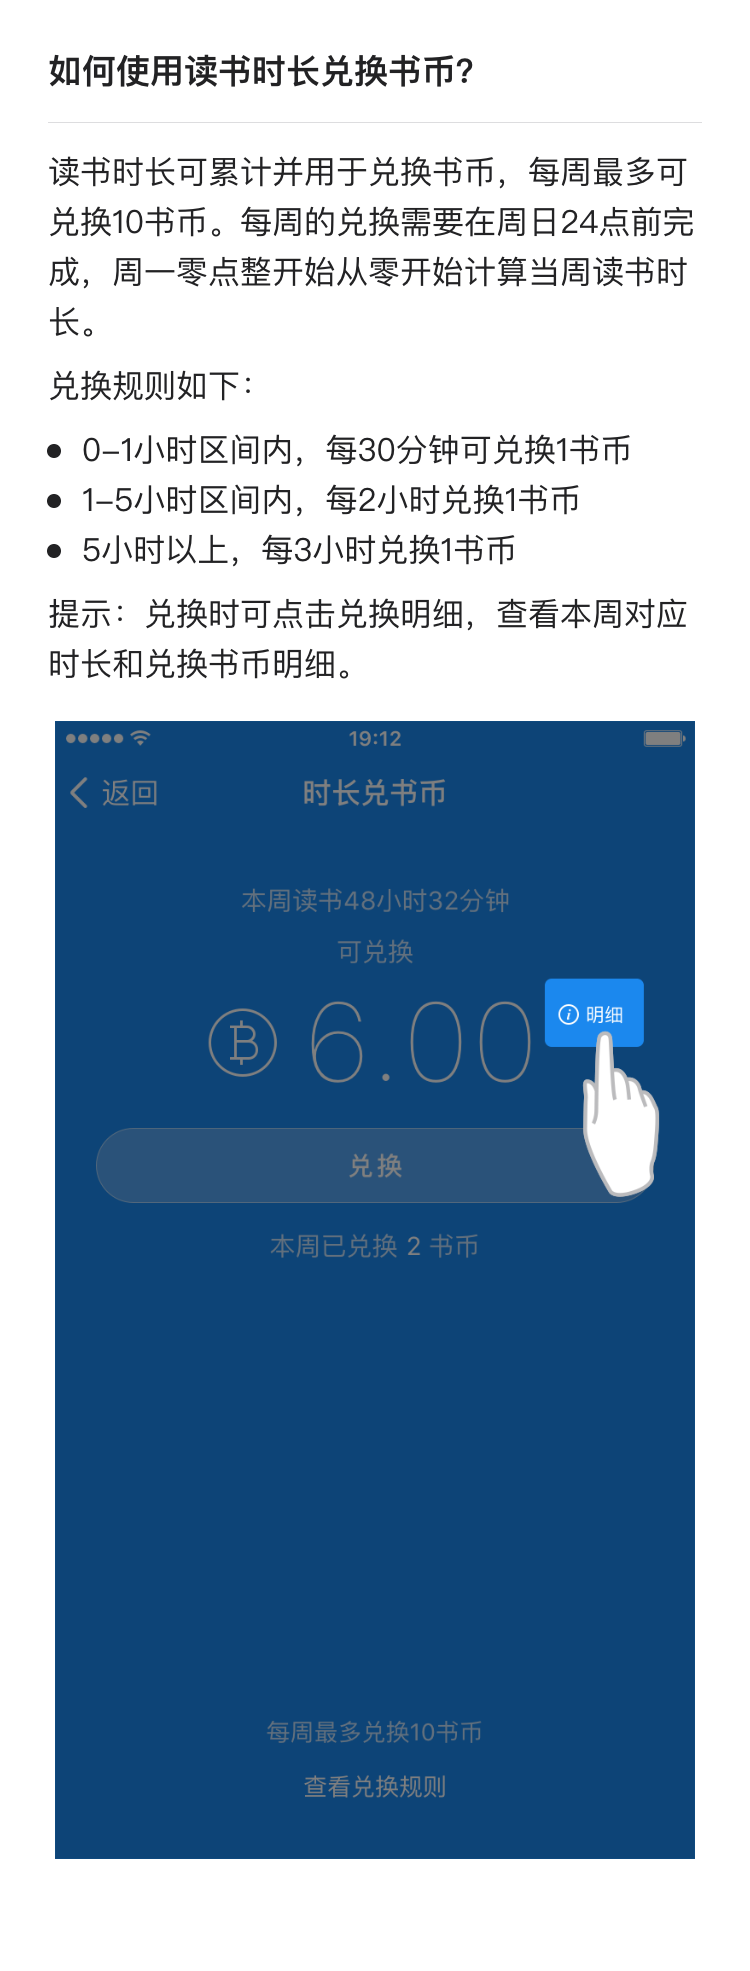 如何使用读书时长兑换书币?
读书时长可累计并用于兑换书币，每周最多可
兑换10书币。每周的兑换需要在周日24点前完
成，周一零点整开始从零开始计算当周读书时
长。
兑换规则如下：
● 0–1小时区间内，每30分钟可兑换1书币
● 1–5小时区间内，每2小时兑换1书币
● 5小时以上，每3小时兑换1书币
提示：兑换时可点击兑换明细，查看本周对应
时长和兑换书币明细。
19:12
返回 时长兑书币
本周读书48小时32分钟
可兑换
6.00 明细
兑换
本周已兑换 2 书币
每周最多兑换10书币
查看兑换规则